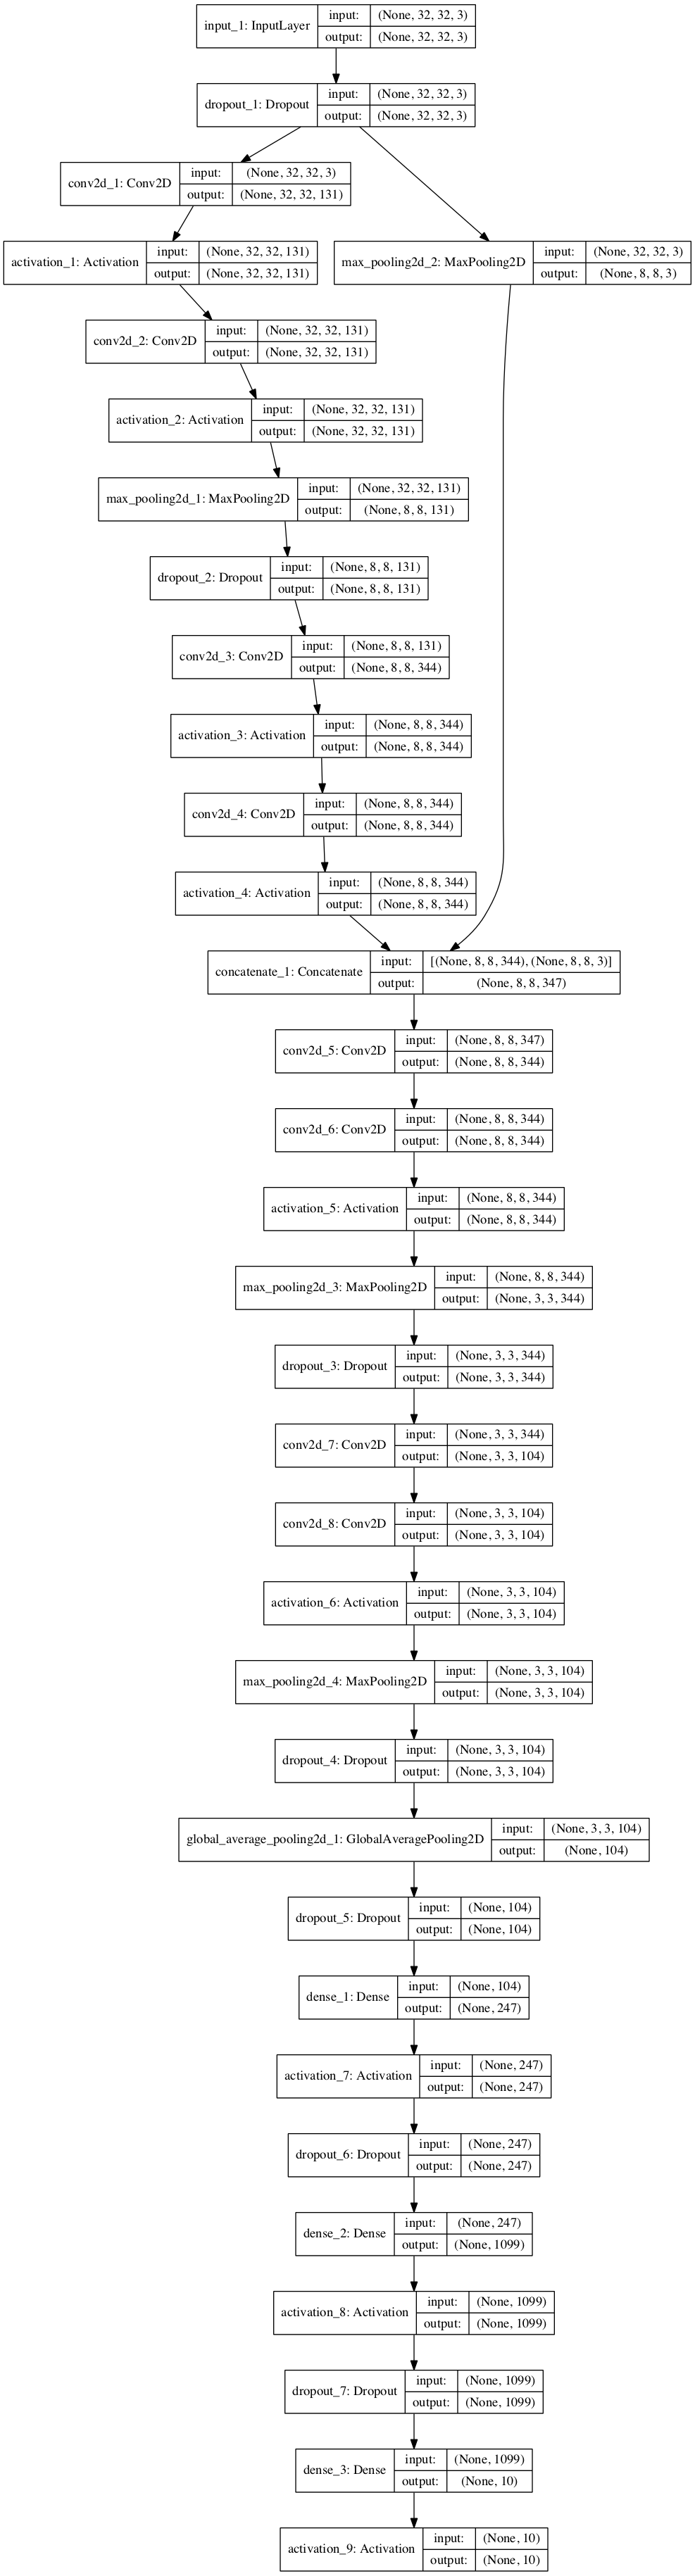 input_1: InputLayer
input: (None, 32, 32, 3)
output: (None, 32, 32, 3)
dropout_1: Dropout
input: (None, 32, 32, 3)
output: (None, 32, 32, 3)
conv2d_1: Conv2D
input: (None, 32, 32, 3)
output: (None, 32, 32, 131)
activation_1: Activation
input: (None, 32, 32, 131)
output: (None, 32, 32, 131)
max_pooling2d_2: MaxPooling2D
input: (None, 32, 32, 3)
output: (None, 8, 8, 3)
conv2d_2: Conv2D
input: (None, 32, 32, 131)
output: (None, 32, 32, 131)
activation_2: Activation
input: (None, 32, 32, 131)
output: (None, 32, 32, 131)
max_pooling2d_1: MaxPooling2D
input: (None, 32, 32, 131)
output: (None, 8, 8, 131)
dropout_2: Dropout
input: (None, 8, 8, 131)
output: (None, 8, 8, 131)
conv2d_3: Conv2D
input: (None, 8, 8, 131)
output: (None, 8, 8, 344)
activation_3: Activation
input: (None, 8, 8, 344)
output: (None, 8, 8, 344)
conv2d_4: Conv2D
input: (None, 8, 8, 344)
output: (None, 8, 8, 344)
activation_4: Activation
input: (None, 8, 8, 344)
output: (None, 8, 8, 344)
concatenate_1: Concatenate
input: [(None, 8, 8, 344), (None, 8, 8, 3)]
output: (None, 8, 8, 347)
conv2d_5: Conv2D
input: (None, 8, 8, 347)
output: (None, 8, 8, 344)
conv2d_6: Conv2D
input: (None, 8, 8, 344)
output: (None, 8, 8, 344)
activation_5: Activation
input: (None, 8, 8, 344)
output: (None, 8, 8, 344)
max_pooling2d_3: MaxPooling2D
input: (None, 8, 8, 344)
output: (None, 3, 3, 344)
dropout_3: Dropout
input: (None, 3, 3, 344)
output: (None, 3, 3, 344)
conv2d_7: Conv2D
input: (None, 3, 3, 344)
output: (None, 3, 3, 104)
conv2d_8: Conv2D
input: (None, 3, 3, 104)
output: (None, 3, 3, 104)
activation_6: Activation
input: (None, 3, 3, 104)
output: (None, 3, 3, 104)
max_pooling2d_4: MaxPooling2D
input: (None, 3, 3, 104)
output: (None, 3, 3, 104)
dropout_4: Dropout
input: (None, 3, 3, 104)
output: (None, 3, 3, 104)
global_average_pooling2d_1: GlobalAveragePooling2D
input: (None, 3, 3, 104)
output: (None, 104)
dropout_5: Dropout
input: (None, 104)
output: (None, 104)
dense_1: Dense
input: (None, 104)
output: (None, 247)
activation_7: Activation
input: (None, 247)
output: (None, 247)
dropout_6: Dropout
input: (None, 247)
output: (None, 247)
dense_2: Dense
input: (None, 247)
output: (None, 1099)
activation_8: Activation
input: (None, 1099)
output: (None, 1099)
dropout_7: Dropout
input: (None, 1099)
output: (None, 1099)
dense_3: Dense
input: (None, 1099)
output: (None, 10)
activation_9: Activation
input: (None, 10)
output: (None, 10)